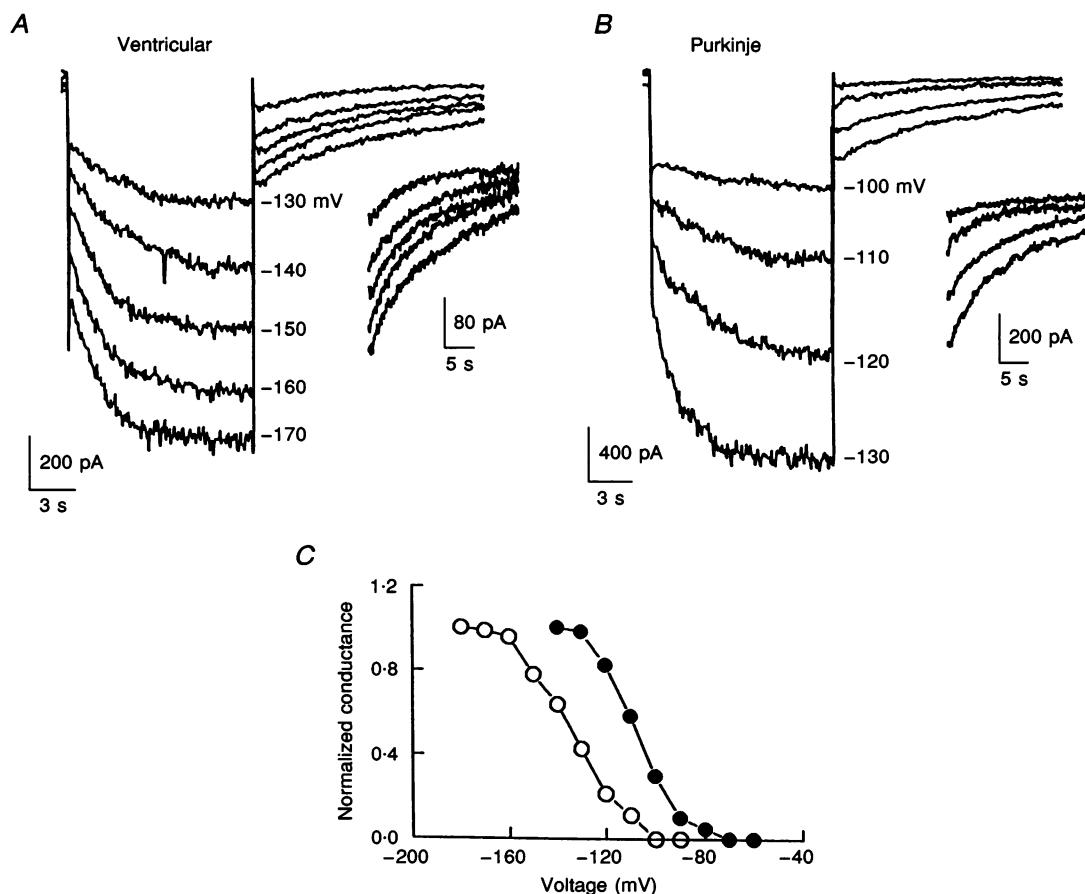 A
Ventricular
−130 mV
−140
−150
−160
−170
80 pA
5 s
200 pA
3 s
B
Purkinje
−100 mV
−110
−120
−130
200 pA
5 s
400 pA
3 s
C
Normalized conductance
1·2
0·8
0·4
0·0
−200
−160
−120
−80
−40
Voltage (mV)